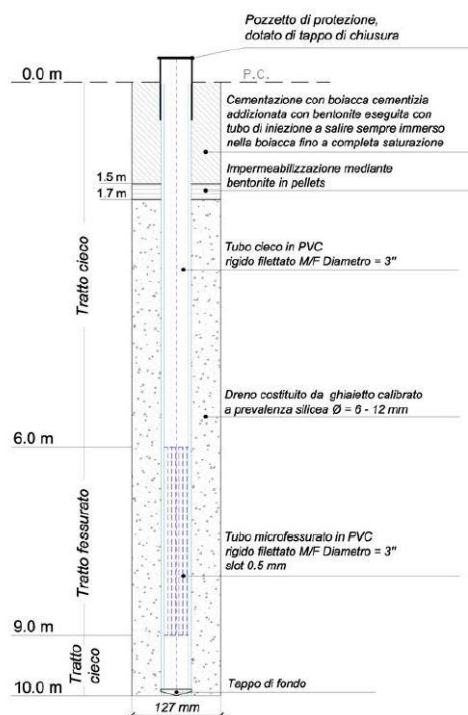 Pozzetto di protezione,
dotato di tappo di chiusura
0.0 m
P.C.
Cementazione con boiacca cementizia
addizionata con bentonite eseguita con
tubo di iniezione a salire sempre immerso
nella boiacca fino a completa saturazione
1.5 m
Impermeabilizzazione mediante
bentonite in pellets
1.7 m
Tratto cieco
Tubo cieco in PVC
rigido filettato M/F Diametro = 3"
Dreno costituito da ghiaietto calibrato
a prevalenza silicea Ø = 6 - 12 mm
6.0 m
Tratto fessurato
Tubo microfessurato in PVC
rigido filettato M/F Diametro = 3"
slot 0.5 mm
9.0 m
Tratto
cieco
Tappo di fondo
10.0 m
127 mm